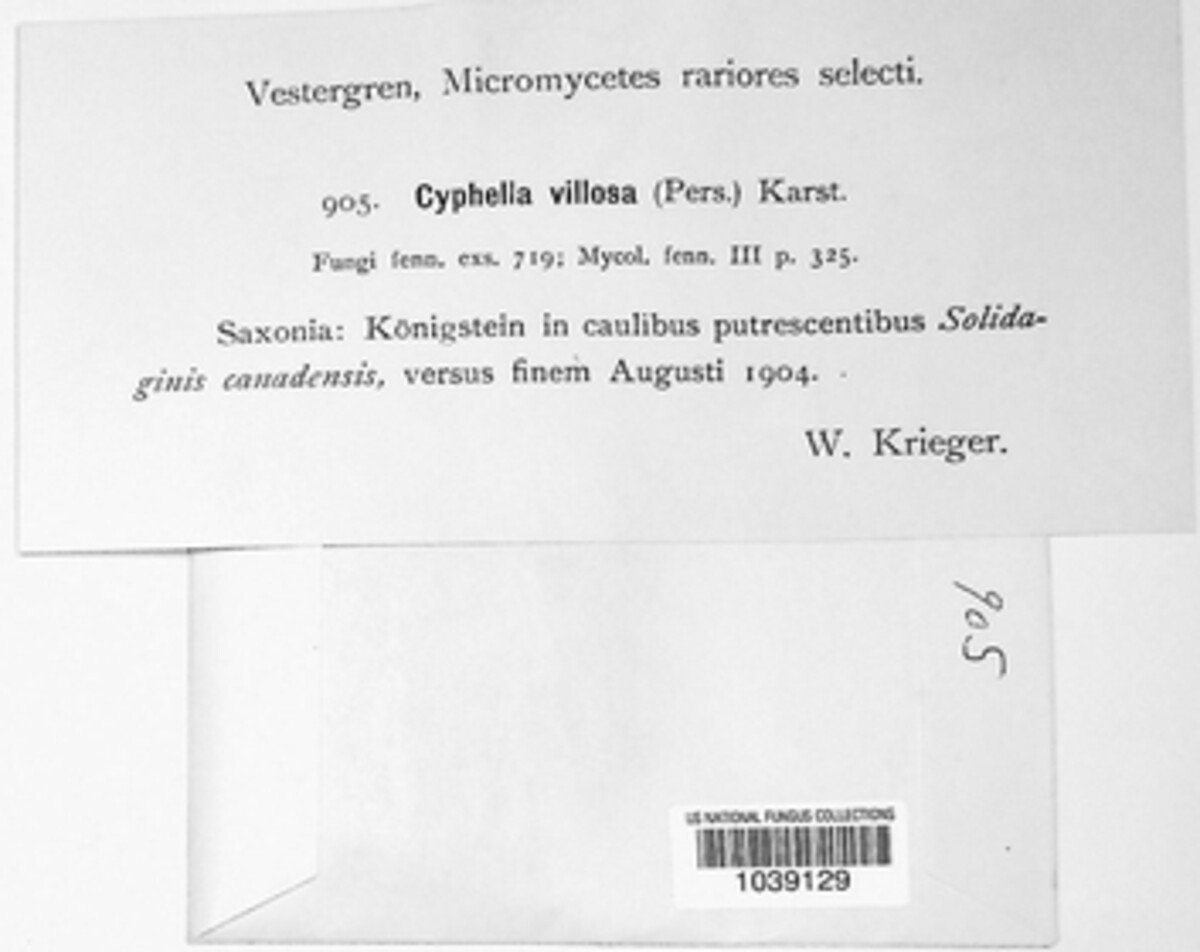 Vestergren, Micromycetes rariores selecti.
905. Cyphella villosa (Pers.) Karst.
Fungi fenn. exs. 719; Mycol. fenn. III p. 325.
Saxonia: Königstein in caulibus putrescentibus Solida-
ginis canadensis, versus finem Augusti 1904.
W. Krieger.
905
US NATIONAL FUNGUS COLLECTIONS
1039129